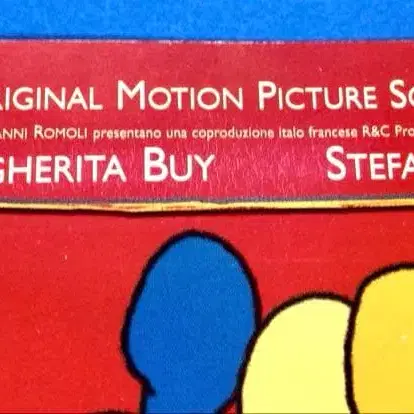 RIGINAL MOTION PICTURE SO
ANNI ROMOLI presentano una coproduzione italo francese R&C Pro
GHERITA BUY STEFA